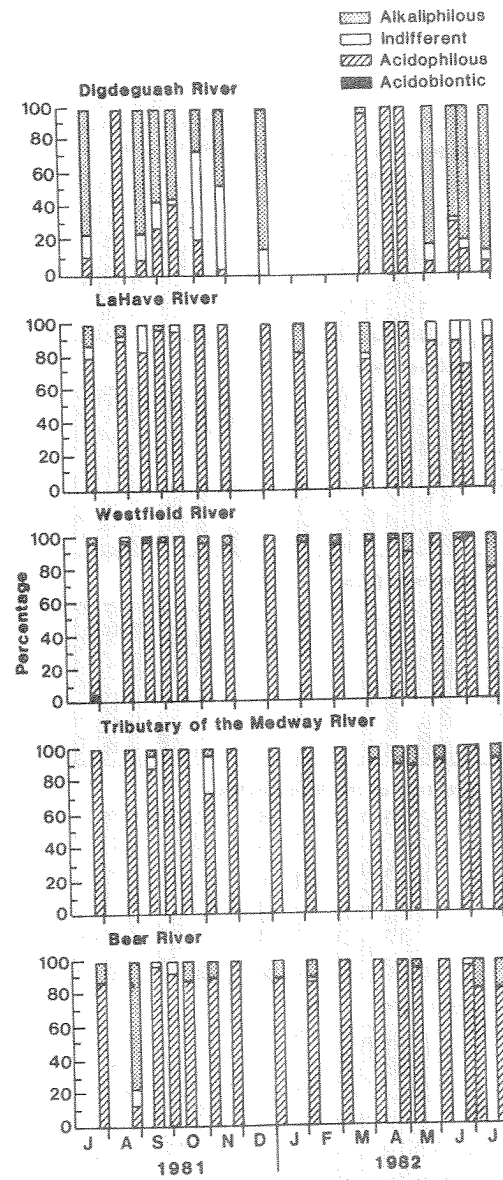 Alkaliphilous
Indifferent
Acidophilous
Acidobiontic
Digdeguash River
100
80
60
40
20
0
LaHave River
100
80
60
40
20
0
Westfield River
100
80
60
40
20
0
Percentage
Tributary of the Medway River
100
80
60
40
20
0
Bear River
100
80
60
40
20
0
J A S O N D J F M A M J J
1981 1982